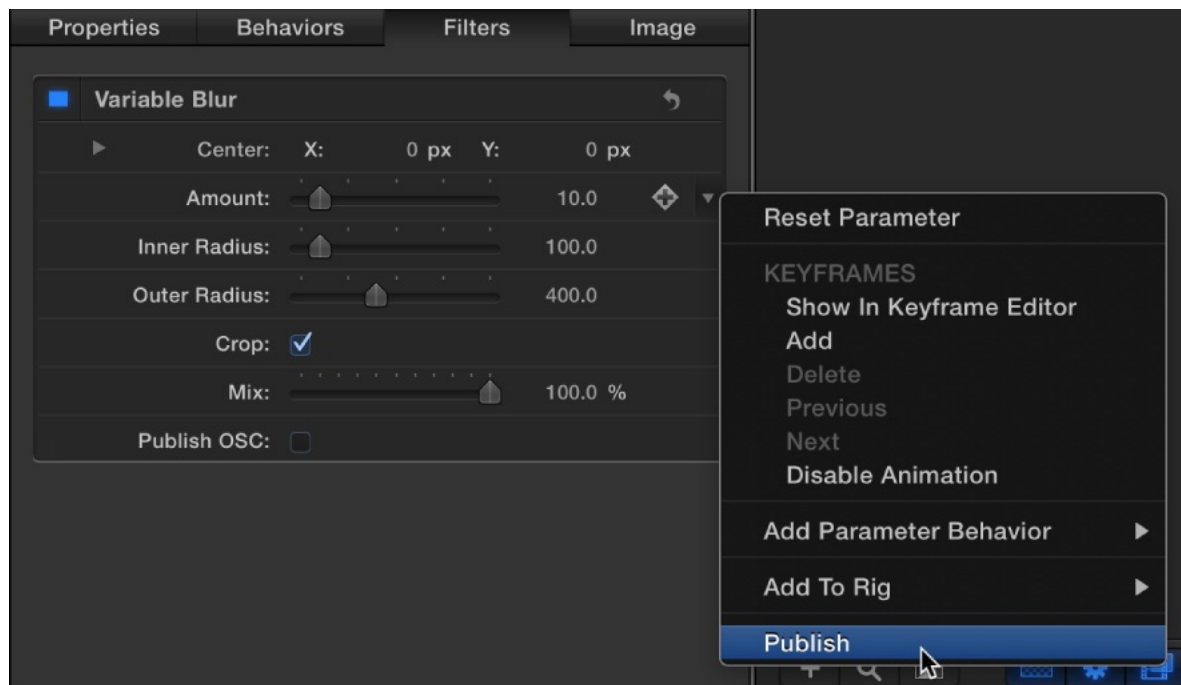 Properties Behaviors Filters Image
Variable Blur
Center: X: 0 px Y: 0 px
Amount: 10.0
Inner Radius: 100.0
Outer Radius: 400.0
Crop:
Mix: 100.0 %
Publish OSC:
Reset Parameter
KEYFRAMES
Show In Keyframe Editor
Add
Delete
Previous
Next
Disable Animation
Add Parameter Behavior
Add To Rig
Publish